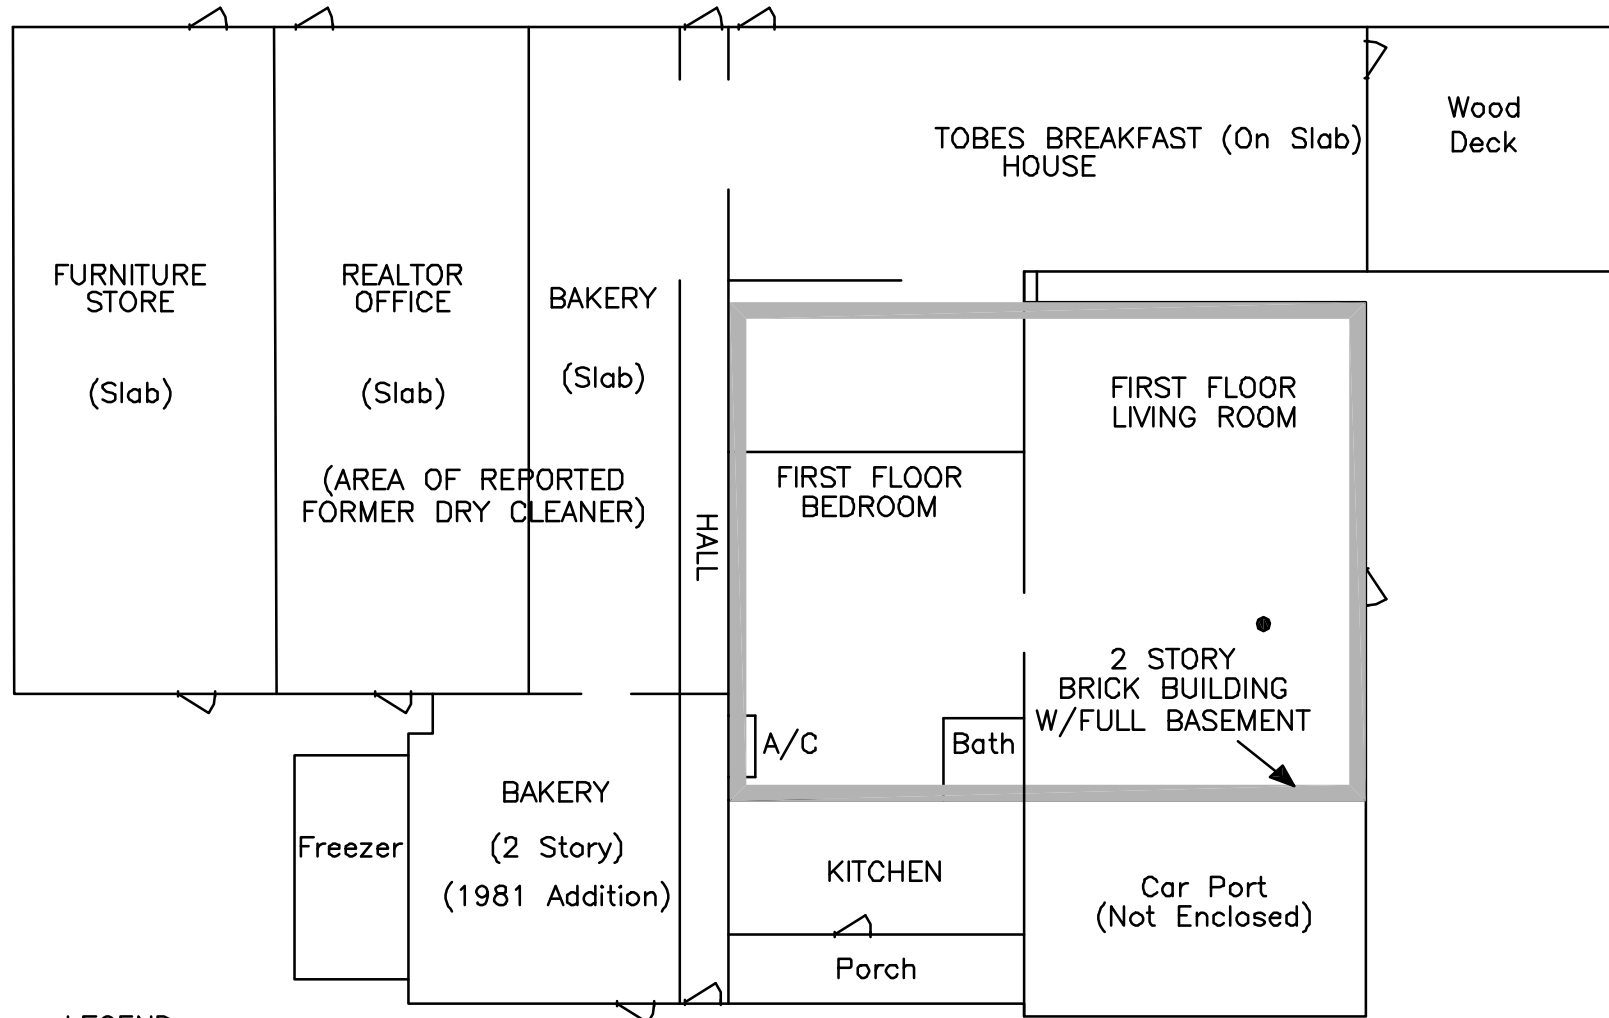 Wood
Deck
TOBES BREAKFAST (On Slab)
HOUSE
FURNITURE
STORE
(Slab)
REALTOR
OFFICE
(Slab)
BAKERY
(Slab)
(AREA OF REPORTED
FORMER DRY CLEANER)
HALL
FIRST FLOOR
LIVING ROOM
FIRST FLOOR
BEDROOM
2 STORY
BRICK BUILDING
W/FULL BASEMENT
A/C
Bath
BAKERY
(2 Story)
(1981 Addition)
Freezer
KITCHEN
Car Port
(Not Enclosed)
Porch
LEGEND